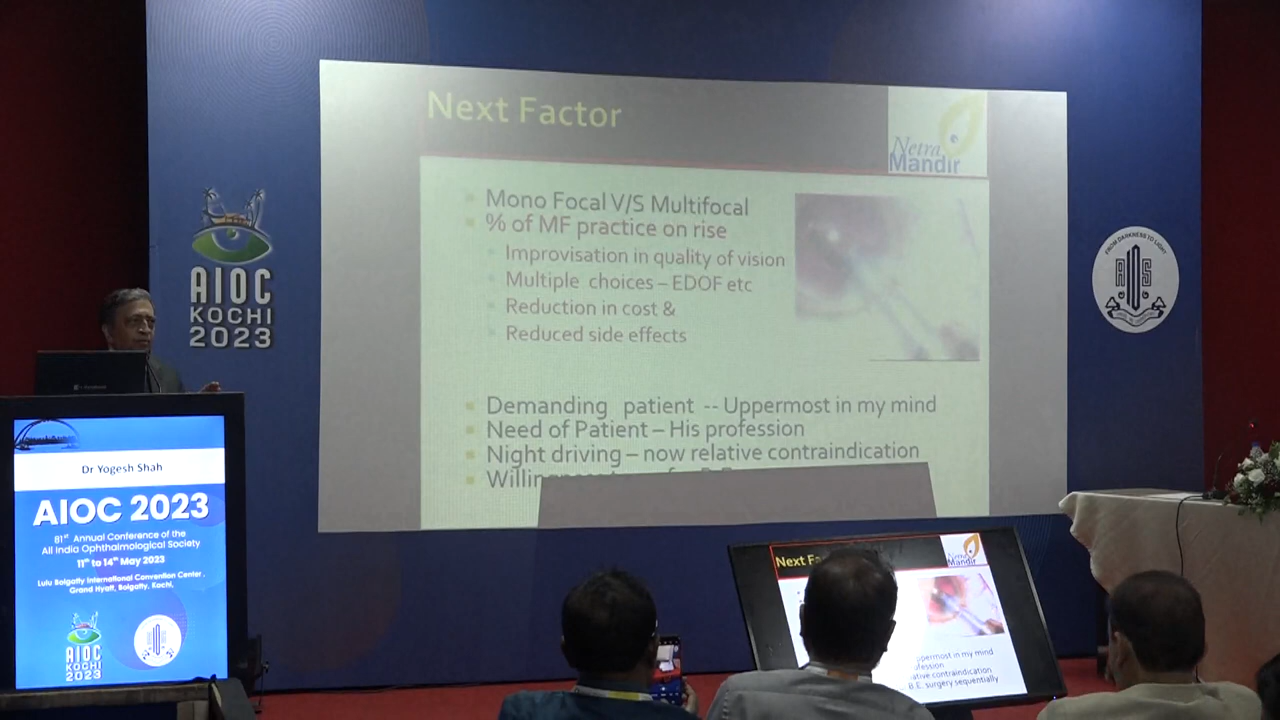 Next Factor
Netra
Mandir
Mono Focal V/S Multifocal
% of MF practice on rise
Improvisation in quality of vision
Multiple choices – EDOF etc
Reduction in cost &
Reduced side effects
Demanding patient -- Uppermost in my mind
Need of Patient – His profession
Night driving – now relative contraindication
AIOC
KOCHI
2023
FROM DARKNESS TO LIGHT
AIOS
Dr Yogesh Shah
AIOC 2023
81st Annual Conference of the
All India Ophthalmological Society
11th to 14th May 2023
Lulu Bolgatty International Convention Center,
Grand Hyatt, Bolgatty, Kochi.
AIOC
KOCHI
2023
Next Fa
Netra
Mandir
ppermost in my mind
ofession
ative contraindication
B.E. surgery sequentially